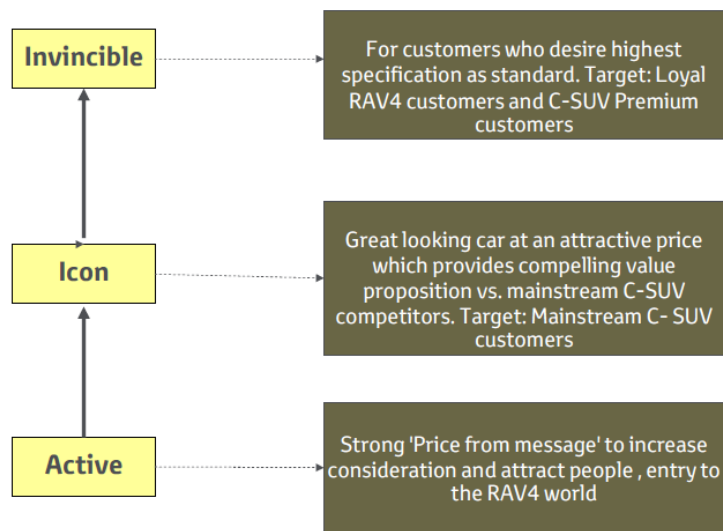 Invincible
For customers who desire highest
specification as standard. Target: Loyal
RAV4 customers and C-SUV Premium
customers
Icon
Great looking car at an attractive price
which provides compelling value
proposition vs. mainstream C-SUV
competitors. Target: Mainstream C- SUV
customers
Active
Strong 'Price from message' to increase
consideration and attract people , entry to
the RAV4 world